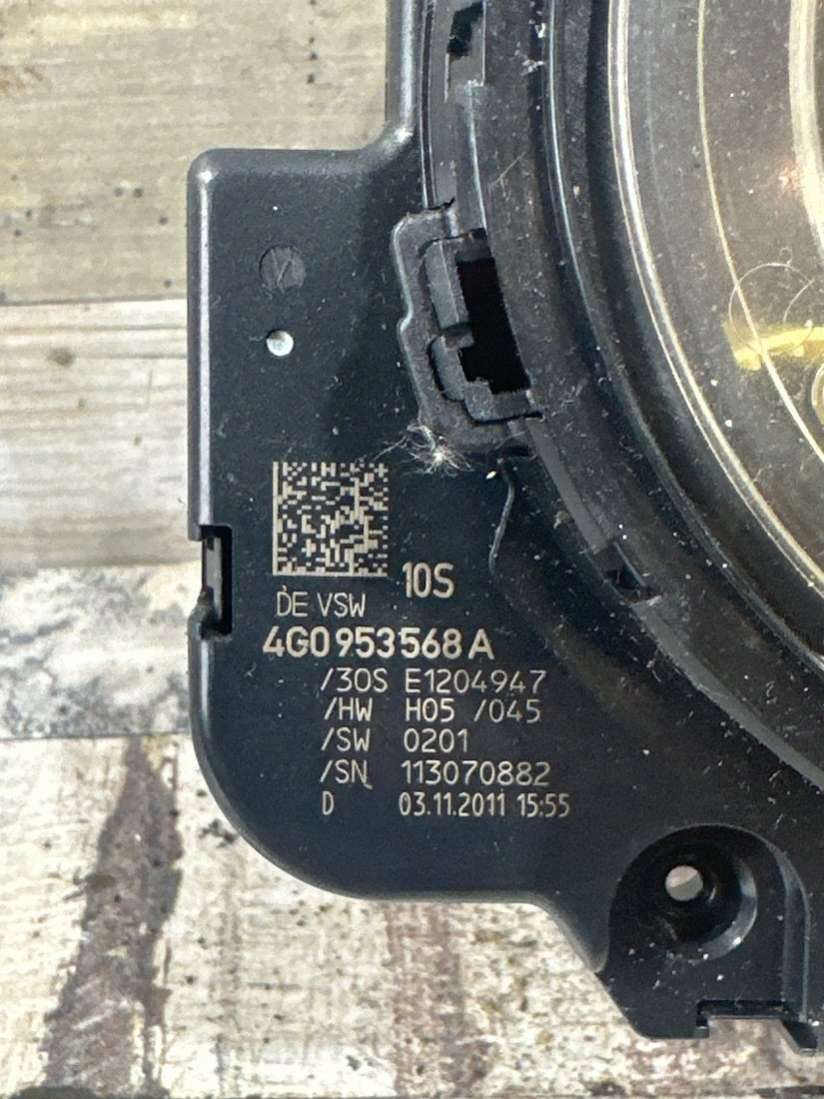 10S
DE VSW
4G0953568A
/30S E1204947
/HW H05 /045
/SW 0201
/SN 113070882
D 03.11.2011 15:55